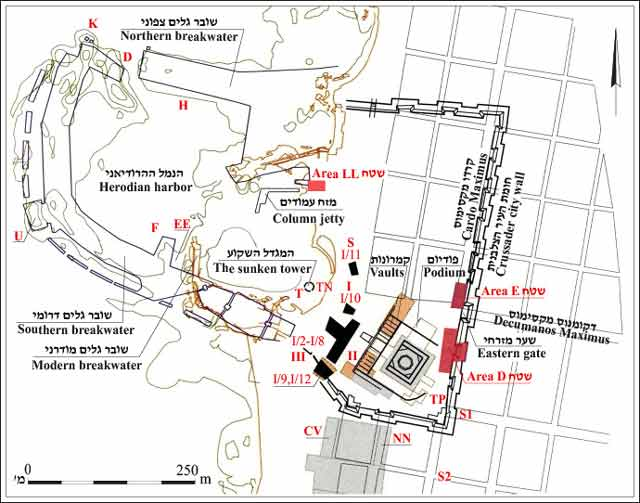 K
שובר גלים צפוני
Northern breakwater
D
H
הנמל ההרודיאני
Herodian harbor
Area LL שטח
מזח עמודים
Column jetty
קרדו מקסימוס
Cardo Maximus
חומת העיר הצלבנית
Crussader city wall
U
F
EE
המגדל השקוע
The sunken tower
S
I/11
קמרונות
Vaults
פודיום
Podium
T
TN
I
I/10
Area E שטח
דקומנוס מקסימוס
Decumanos Maximus
שובר גלים דרומי
Southern breakwater
שובר גלים מודרני
Modern breakwater
I/2-I/8
III
II
שער מזרחי
Eastern gate
I/9,I/12
Area D שטח
TP
S1
CV
NN
S2
0
250
מ'
m